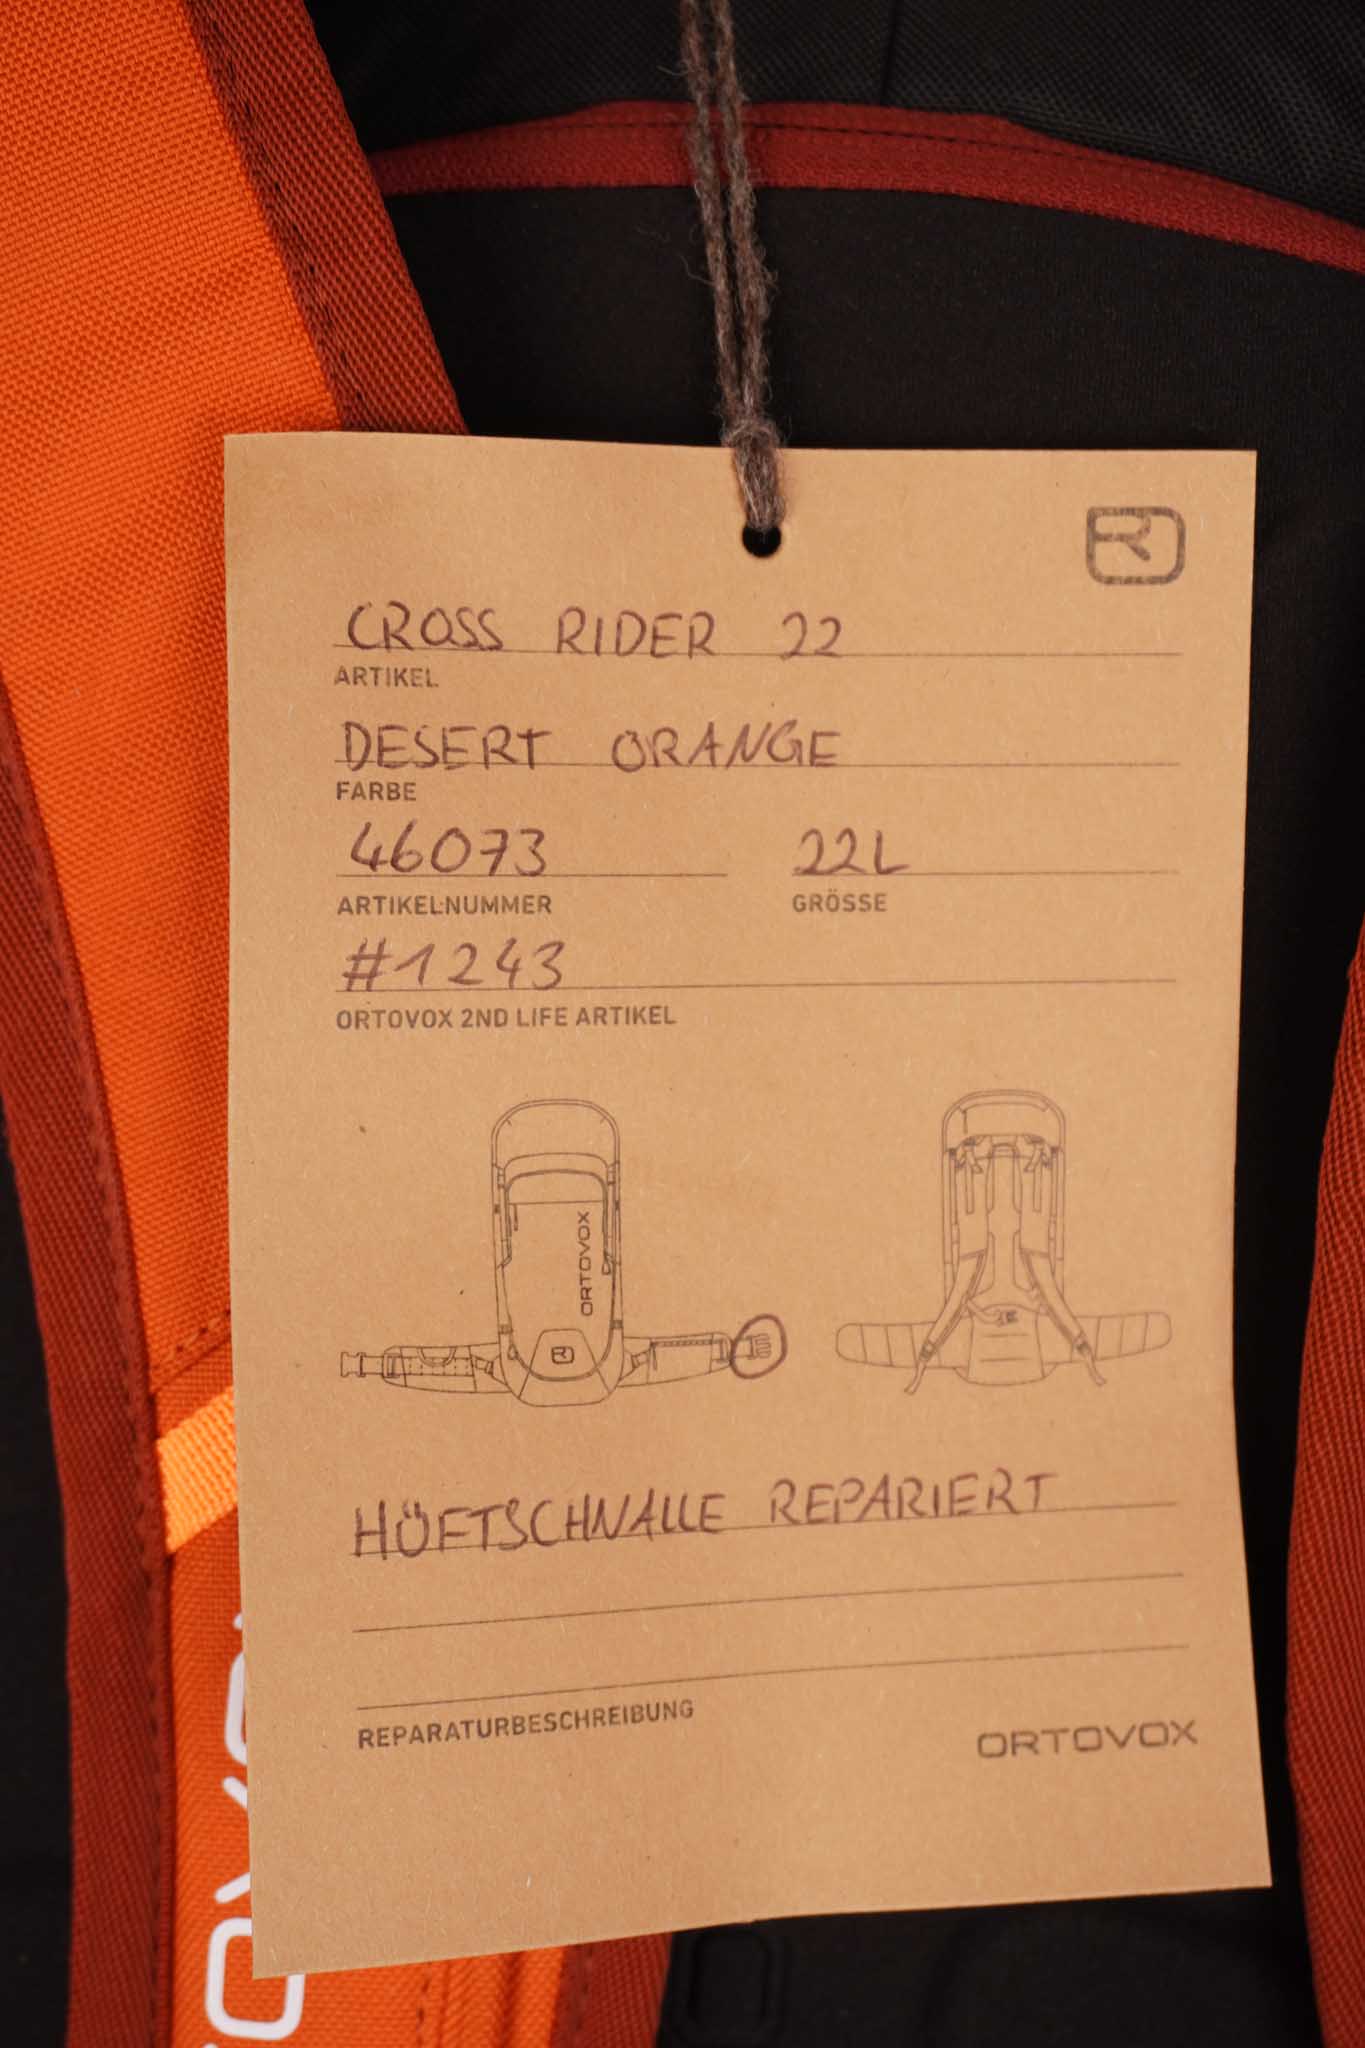 CROSS RIDER 22
ARTIKEL
DESERT ORANGE
FARBE
46073 22L
ARTIKELNUMMER GRÖSSE
#1243
ORTOVOX 2ND LIFE ARTIKEL
ORTOVOX
HÜFTSCHNALLE REPARIERT
REPARATURBESCHREIBUNG
ORTOVOX